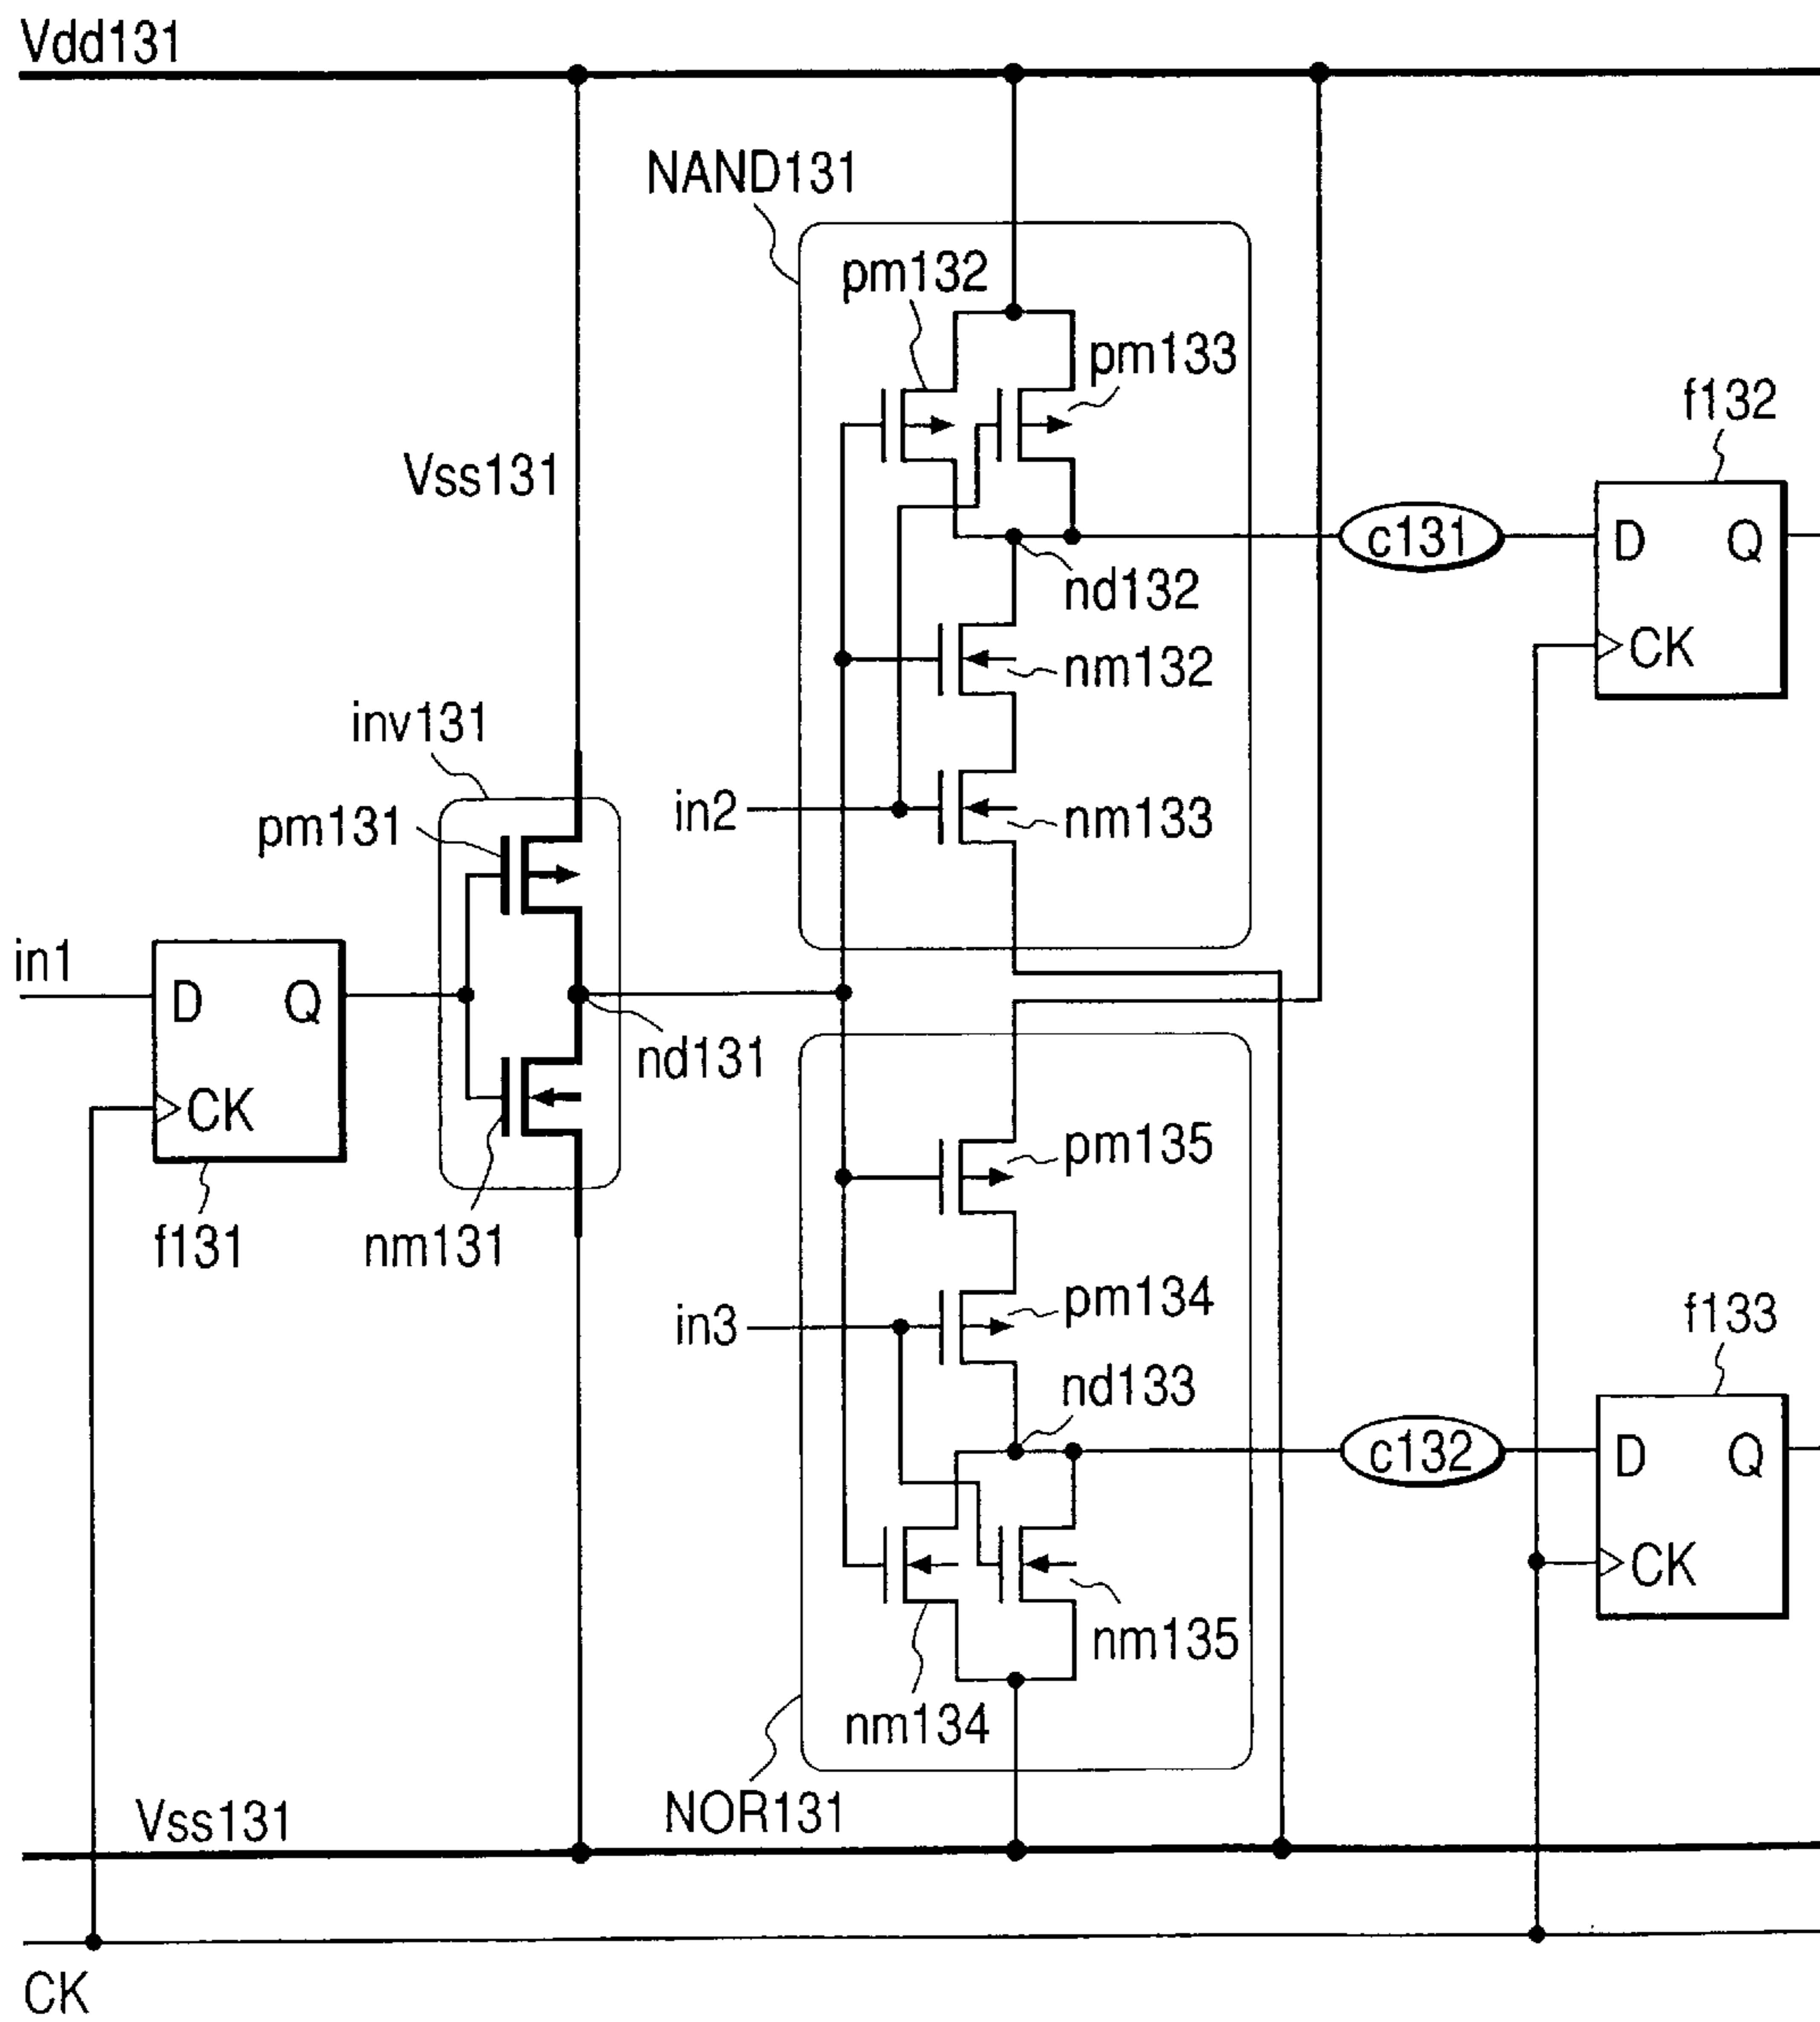 Vdd131
NAND131
pm132
pm133
f132
Vss131
c131
D Q
nd132
CK
nm132
inv131
pm131
in2
nm133
in1
D Q
nd131
CK
pm135
f131
nm131
pm134
in3
f133
nd133
c132
D Q
CK
nm135
nm134
Vss131
NOR131
CK